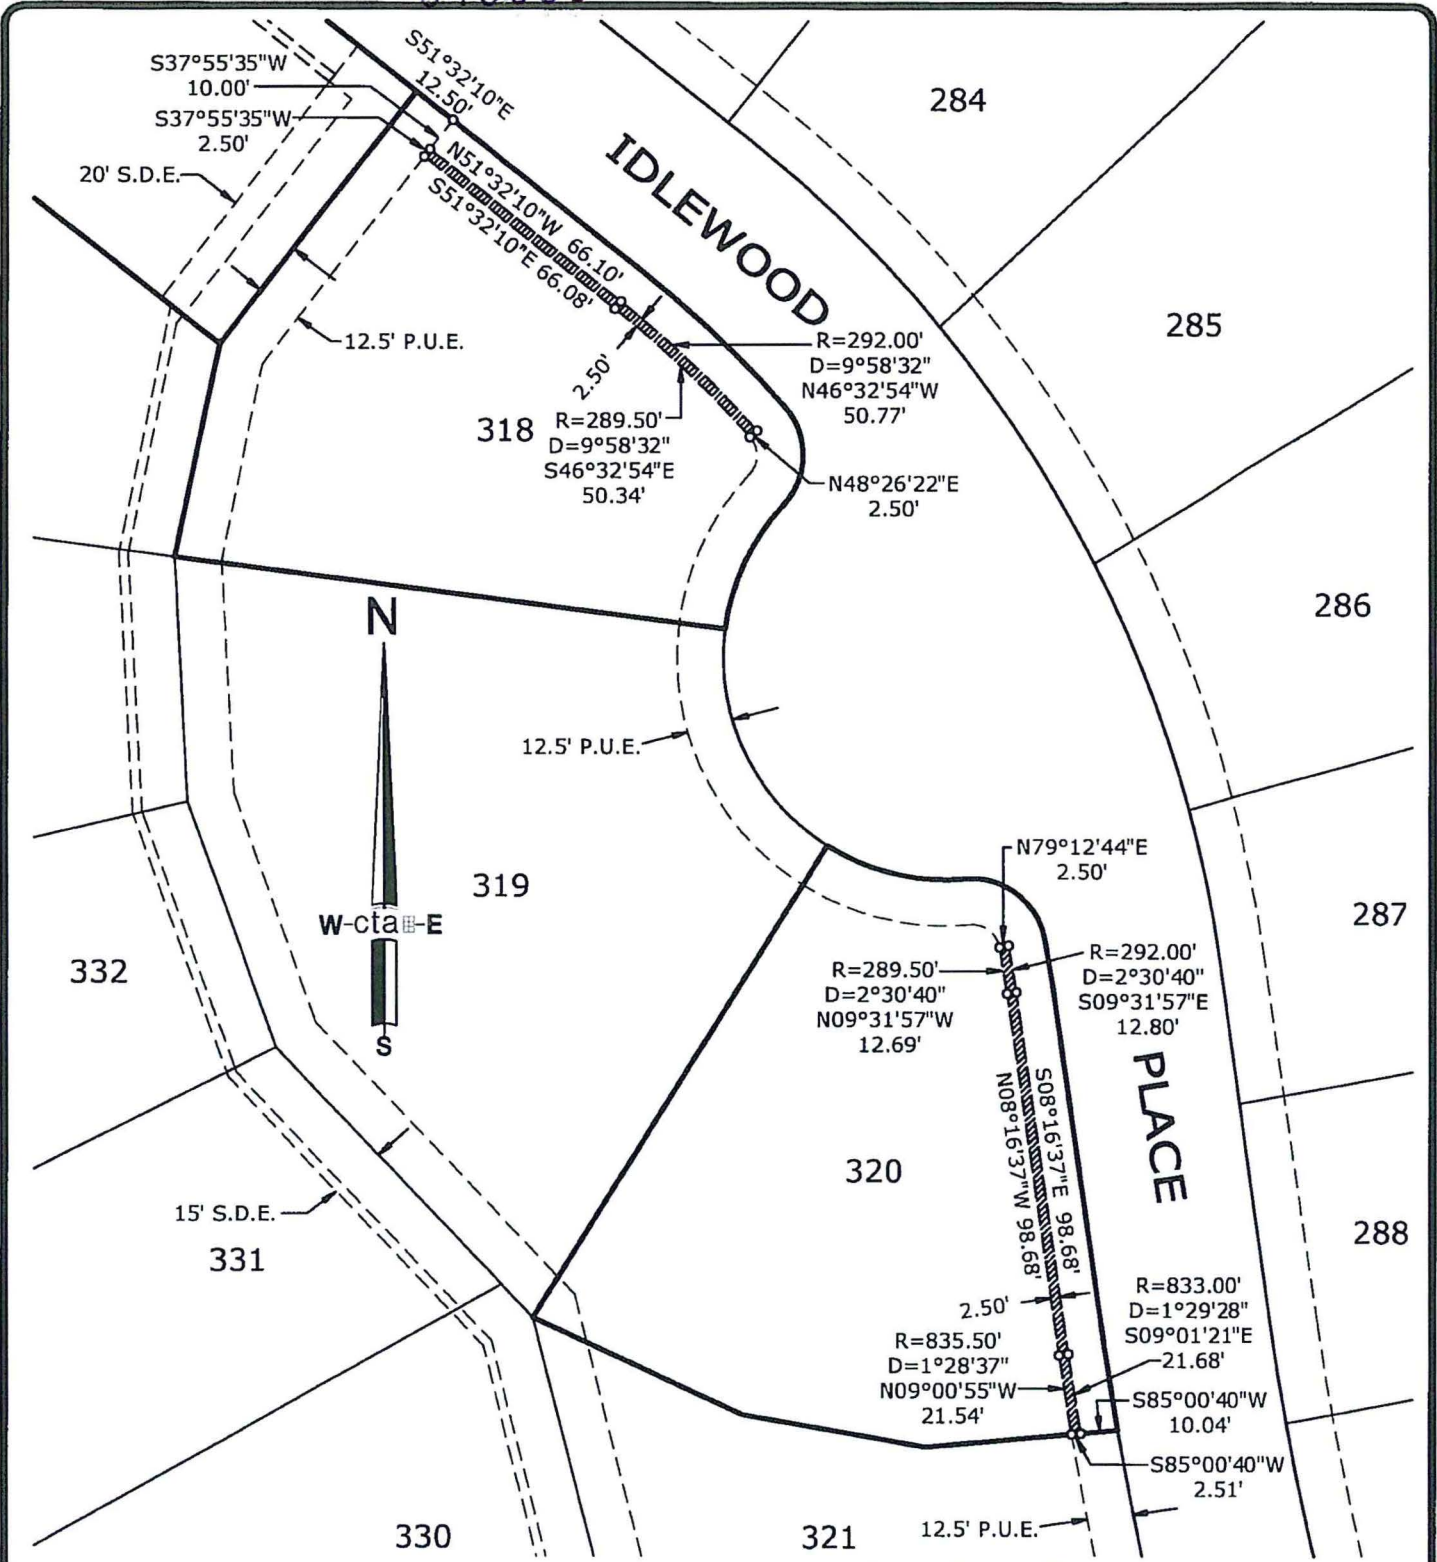 S37°55'35"W
10.00'
S37°55'35"W
2.50'
S51°32'10"E
12.50'
20' S.D.E.
N51°32'10"W 66.10'
S51°32'10"E 66.08'
IDLEWOOD
284
285
12.5' P.U.E.
2.50'
R=292.00'
D=9°58'32"
N46°32'54"W
50.77'
318
R=289.50'
D=9°58'32"
S46°32'54"E
50.34'
N48°26'22"E
2.50'
286
N
12.5' P.U.E.
319
W-cta -E
S
332
N79°12'44"E
2.50'
287
R=289.50'
D=2°30'40"
N09°31'57"W
12.69'
R=292.00'
D=2°30'40"
S09°31'57"E
12.80'
PLACE
S08°16'37"E 98.68'
N08°16'37"W 98.68'
320
15' S.D.E.
331
288
2.50'
R=833.00'
D=1°29'28"
S09°01'21"E
21.68'
R=835.50'
D=1°28'37"
N09°00'55"W
21.54'
S85°00'40"W
10.04'
S85°00'40"W
2.51'
330
321
12.5' P.U.E.